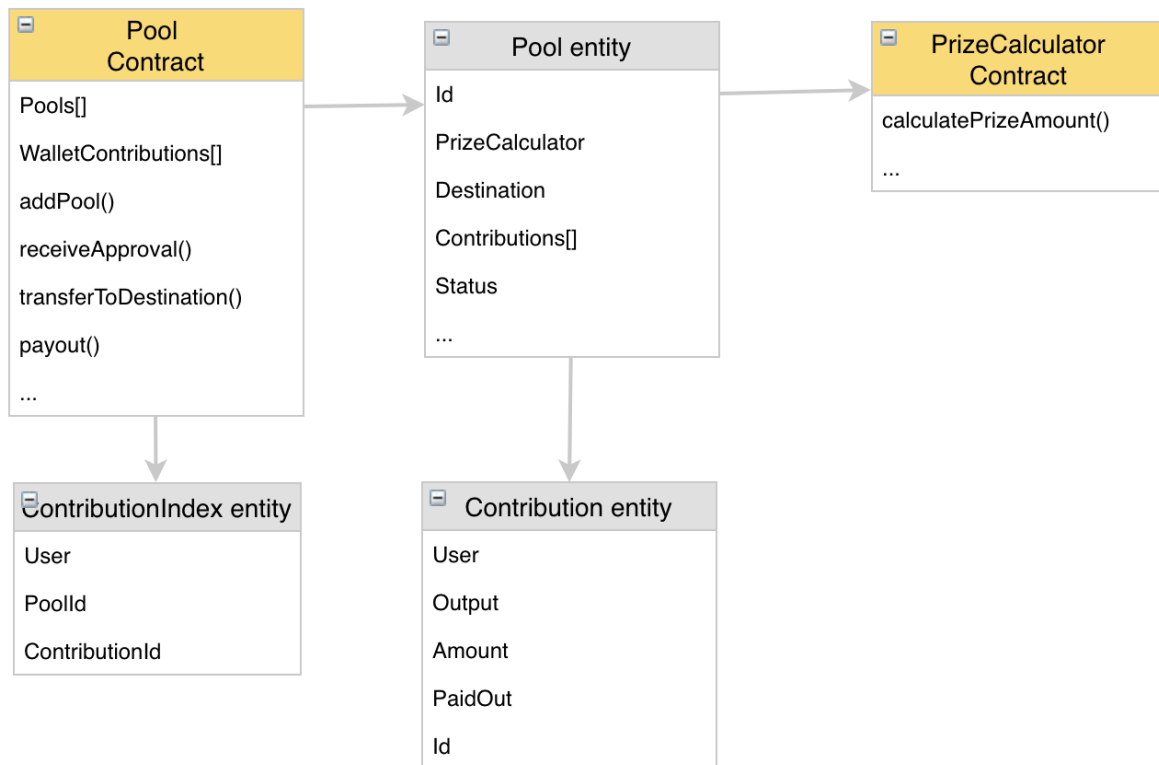 Pool
Contract
Pools[]
WalletContributions[]
addPool()
receiveApproval()
transferToDestination()
payout()
...
Pool entity
Id
PrizeCalculator
Destination
Contributions[]
Status
...
PrizeCalculator
Contract
calculatePrizeAmount()
...
ContributionIndex entity
User
PoolId
ContributionId
Contribution entity
User
Output
Amount
PaidOut
Id